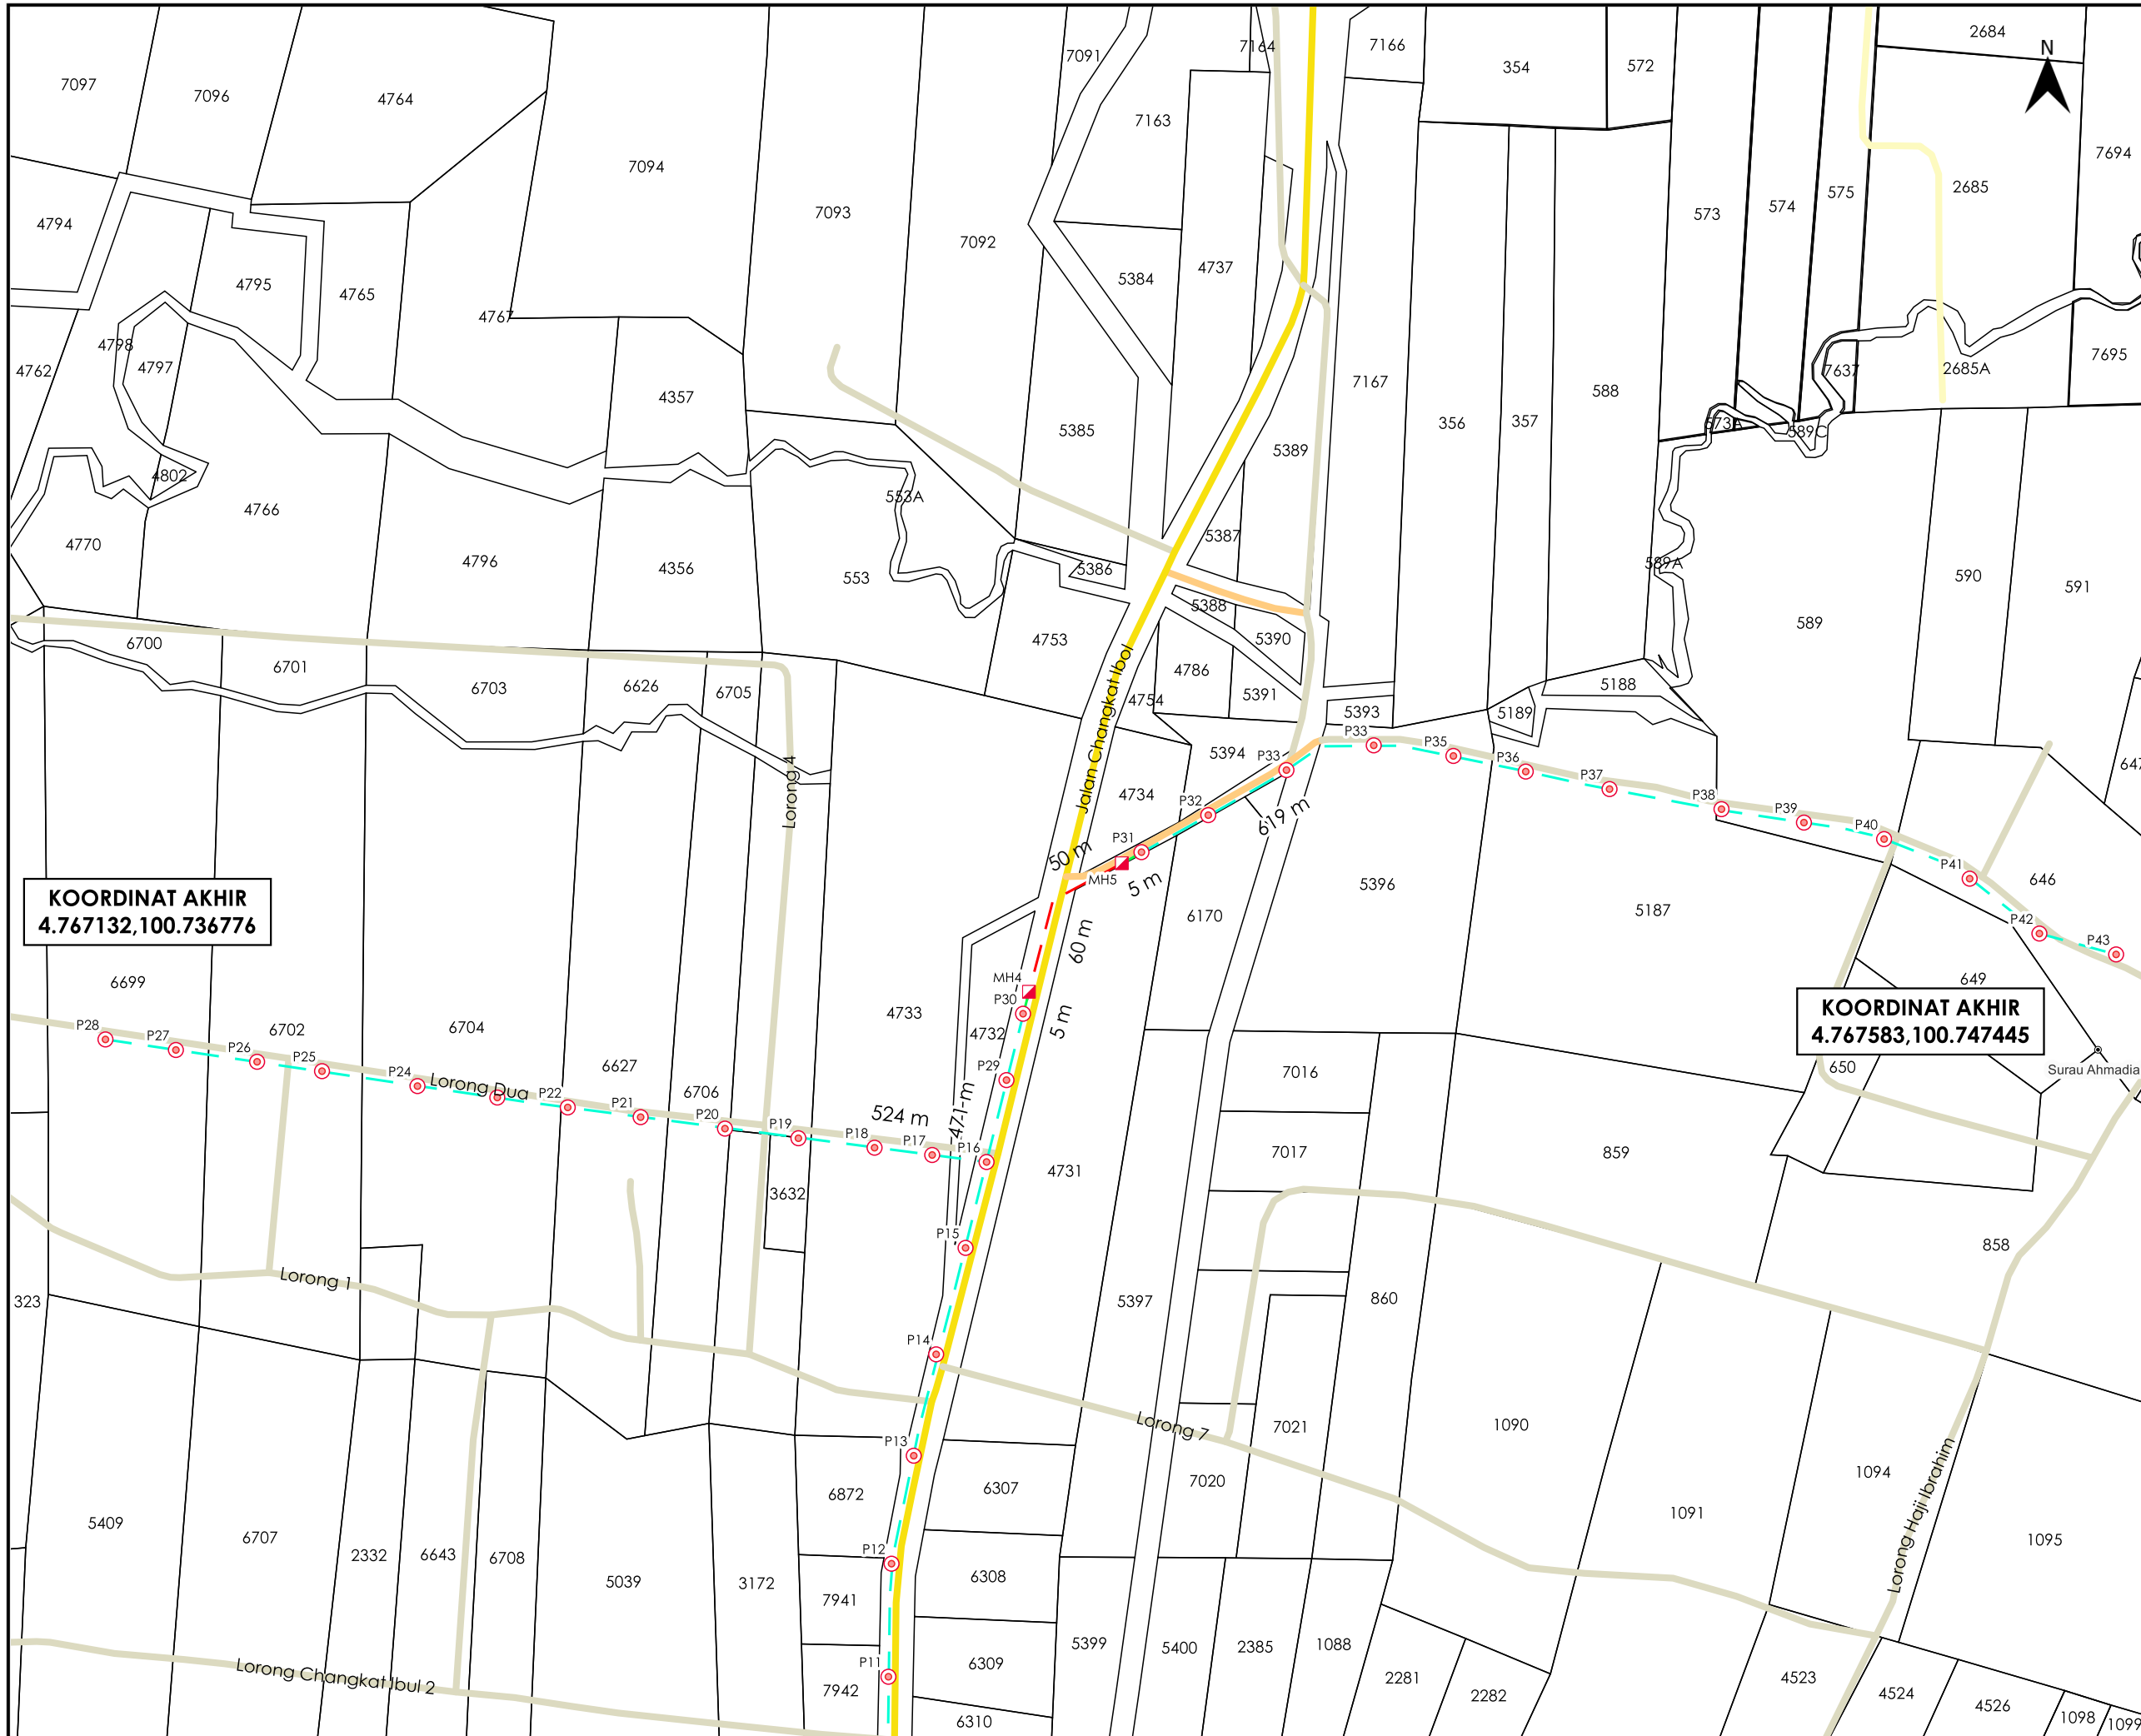 7097
7096
4764
7094
7093
7092
7091
7163
7164
7166
354
572
2684
N
7694
573
574
575
2685
4794
4795
4765
4767
5384
4737
7167
4762
4798
4797
4357
5385
5389
356
357
588
7637
2685A
7695
573A
589C
4802
4766
4770
4796
4356
553A
553
5386
5387
5388
5390
589A
589
590
591
6700
6701
6703
6626
6705
4753
4786
4754
5391
5393
5189
5188
Jalan Changkat Ibol
Lorong 4
4734
5394
P33
P33
P35
P36
P37
P38
P39
P40
P41
P42
P43
P32
P31
619 m
50 m
MH5
5 m
KOORDINAT AKHIR
4.767132,100.736776
6170
5396
5187
646
649
60 m
MH4
P30
5 m
KOORDINAT AKHIR
4.767583,100.747445
650
Surau Ahmadia
6699
6702
6704
6627
6706
4733
4732
P28
P27
P26
P25
P24
Lorong Dua
P22
P21
P20
P19
P18
P17
P16
P29
524 m
471 m
7016
7017
859
858
4731
3632
P15
323
Lorong 1
5397
860
P14
Lorong 7
7021
7020
1090
1091
1094
1095
Lorong Haji Ibrahim
P13
6872
6307
5409
6707
2332
6643
6708
5039
3172
P12
7941
6308
P11
7942
6309
6310
5399
5400
2385
1088
2281
2282
4523
4524
4526
1098
Lorong Changkat Ibul 2